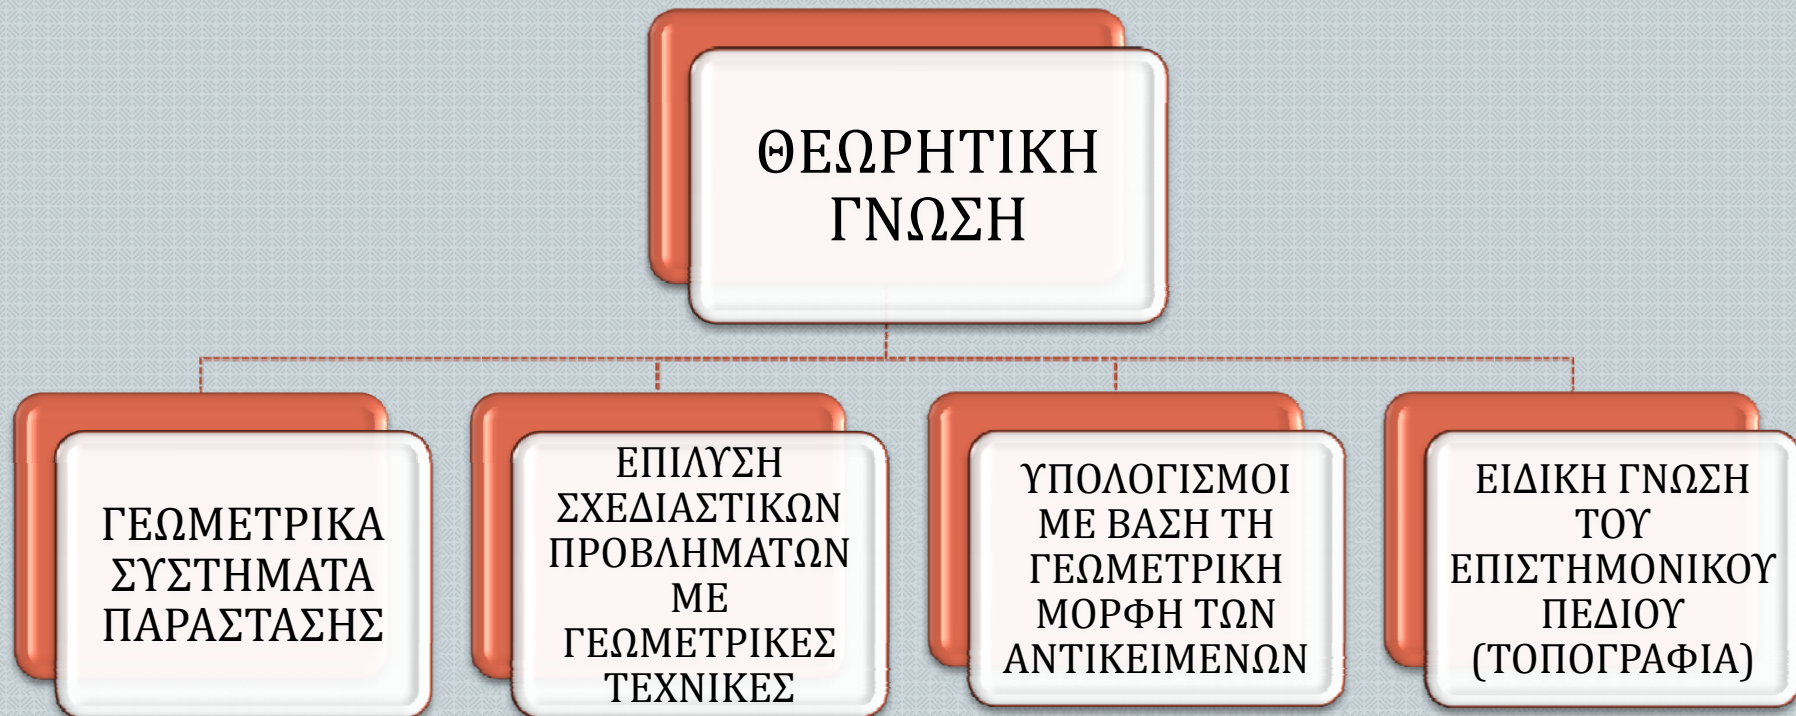 ΘΕΩΡΗΤΙΚΗ
ΓΝΩΣΗ
ΓΕΩΜΕΤΡΙΚΑ
ΣΥΣΤΗΜΑΤΑ
ΠΑΡΑΣΤΑΣΗΣ
ΕΠΙΛΥΣΗ
ΣΧΕΔΙΑΣΤΙΚΩΝ
ΠΡΟΒΛΗΜΑΤΩΝ
ΜΕ
ΓΕΩΜΕΤΡΙΚΕΣ
ΤΕΧΝΙΚΕΣ
ΥΠΟΛΟΓΙΣΜΟΙ
ΜΕ ΒΑΣΗ ΤΗ
ΓΕΩΜΕΤΡΙΚΗ
ΜΟΡΦΗ ΤΩΝ
ΑΝΤΙΚΕΙΜΕΝΩΝ
ΕΙΔΙΚΗ ΓΝΩΣΗ
ΤΟΥ
ΕΠΙΣΤΗΜΟΝΙΚΟΥ
ΠΕΔΙΟΥ
(ΤΟΠΟΓΡΑΦΙΑ)